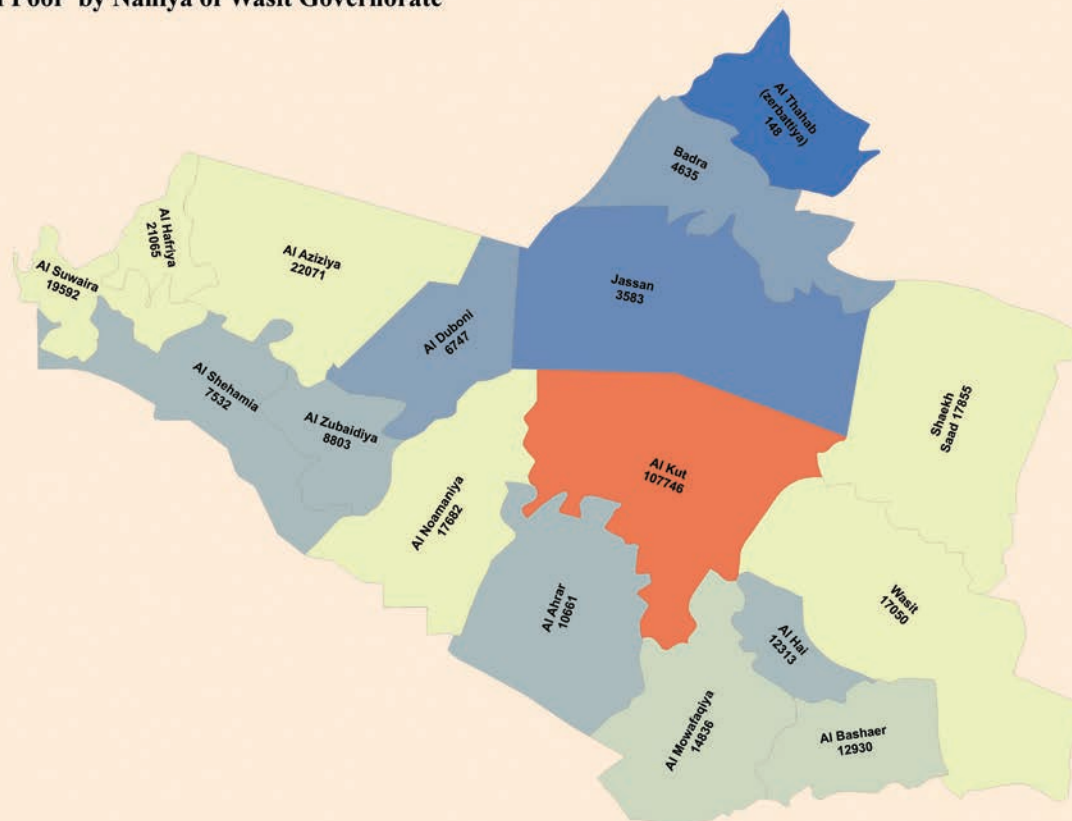 Poor by Nahiya of Wasit Governorate
Al Thahab
(zerbattiya)
148
Badra
4635
Al Hafriya
21065
Al Aziziya
22071
Al Suwaira
19592
Jassan
3583
Al Duboni
6747
Al Shehamia
7532
Al Zubaidiya
8803
Shaekh
Saad 17855
Al Kut
107746
Al Noamaniya
17682
Al Ahrar
10661
Wasit
17050
Al Hai
12313
Al Mowafaqiya
14836
Al Bashaer
12930